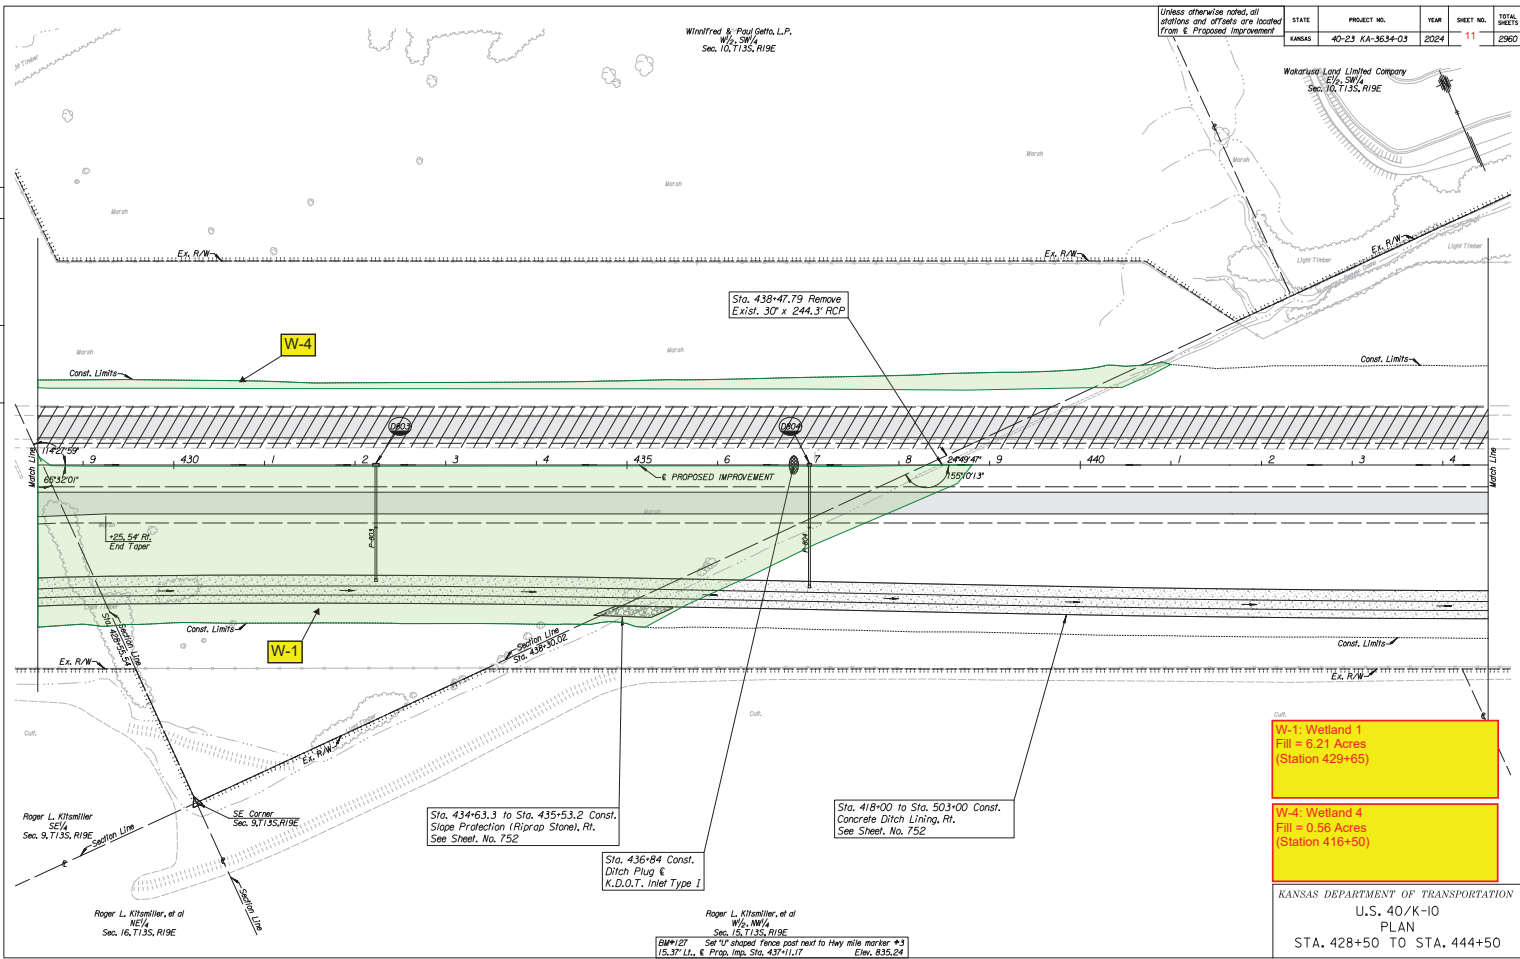 Unless otherwise noted, all
stations and offsets are located
from ℄ Proposed Improvement
STATE PROJECT NO. YEAR SHEET NO. TOTAL SHEETS
KANSAS 40-23 KA-3634-03 2024 11 2960
Winnifred & Paul Getto, L.P.
W½, SW¼
Sec. 10, T13S, R19E
Wakarusa Land Limited Company
E½, SW¼
Sec. 10, T13S, R19E
Light Timber
Marsh
Marsh
Marsh
Marsh
Ex. R/W
Ex. R/W
Ex. R/W
Light Timber
Light Timber
Sta. 438+47.79 Remove
Exist. 30" x 244.3' RCP
W-4
Marsh
Marsh
Const. Limits
Const. Limits
D803
D804
114°27'59"
Match Line
9 430 1 2 3 4 435 6 7 8 9 440 1 2 3 4
24°49'47"
Match Line
65°32'01"
℄ PROPOSED IMPROVEMENT
155°10'13"
Marsh
Marsh
+25, 54' Rt.
End Taper
P-803
P-804
Light Timber
Const. Limits
W-1
Section Line
Sta. 428+55.54
Section Line
Sta. 438+30.02
Const. Limits
Ex. R/W
Ex. R/W
Light Timber
Cult.
Cult.
Cult.
Ex. R/W
W-1: Wetland 1
Fill = 6.21 Acres
(Station 429+65)
W-4: Wetland 4
Fill = 0.56 Acres
(Station 416+50)
Roger L. Kitsmiller
SE¼
Sec. 9, T13S, R19E
Section Line
SE Corner
Sec. 9, T13S, R19E
Sta. 434+63.3 to Sta. 435+53.2 Const.
Slope Protection (Riprap Stone), Rt.
See Sheet. No. 752
Sta. 418+00 to Sta. 503+00 Const.
Concrete Ditch Lining, Rt.
See Sheet. No. 752
Sta. 436+84 Const.
Ditch Plug ℄
K.D.O.T. Inlet Type I
Section Line
Roger L. Kitsmiller, et al
NE¼
Sec. 16, T13S, R19E
Roger L. Kitsmiller, et al
W½, NW¼
Sec. 15, T13S, R19E
BM#127 Set "U" shaped fence post next to Hwy mile marker #3
15.37' Lt., ℄ Prop. Imp. Sta. 437+11.17 Elev. 835.24
KANSAS DEPARTMENT OF TRANSPORTATION
U.S. 40/K-10
PLAN
STA. 428+50 TO STA. 444+50